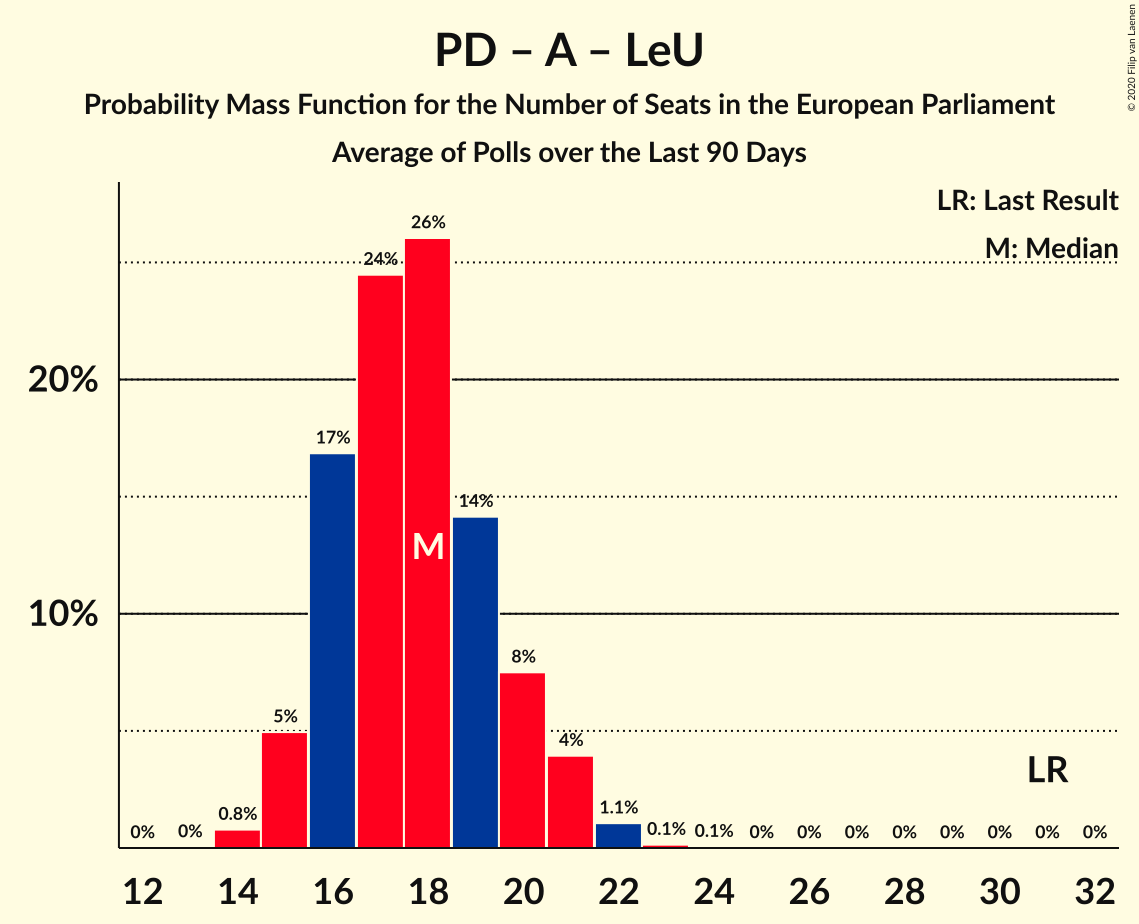 PD – A – LeU
Probability Mass Function for the Number of Seats in the European Parliament
Average of Polls over the Last 90 Days
© 2020 Filip van Laenen
LR: Last Result
M: Median
20%
10%
0% 0% 0.8% 5% 17% 24% 26% 14% 8% 4% 1.1% 0.1% 0.1% 0% 0% 0% 0% 0% 0% 0% 0%
M
LR
12 14 16 18 20 22 24 26 28 30 32